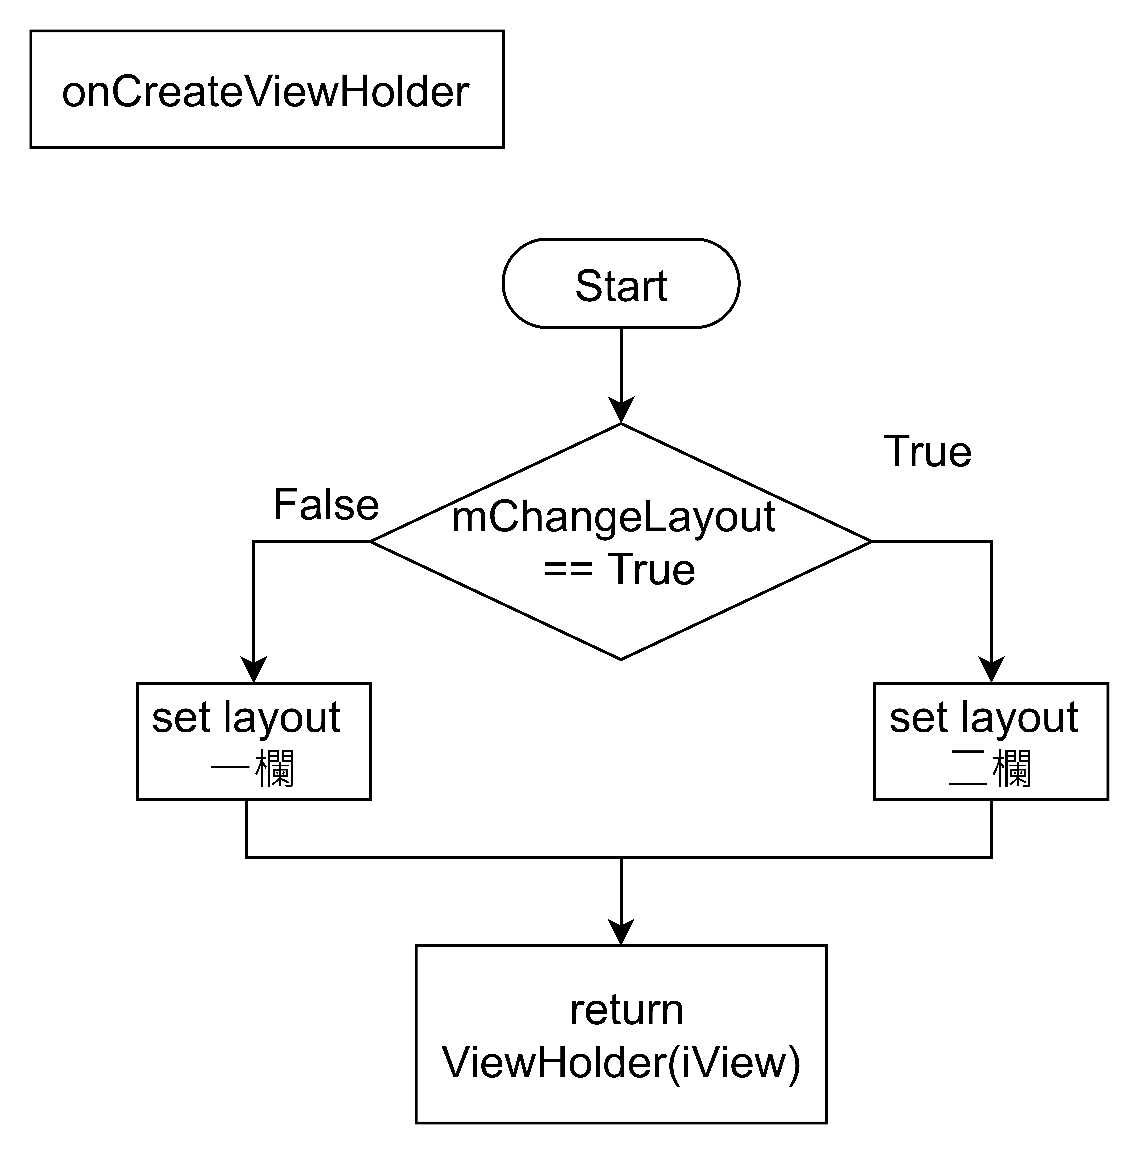 onCreateViewHolder
Start
True
False
mChangeLayout
== True
set layout
一欄
set layout
二欄
return
ViewHolder(iView)